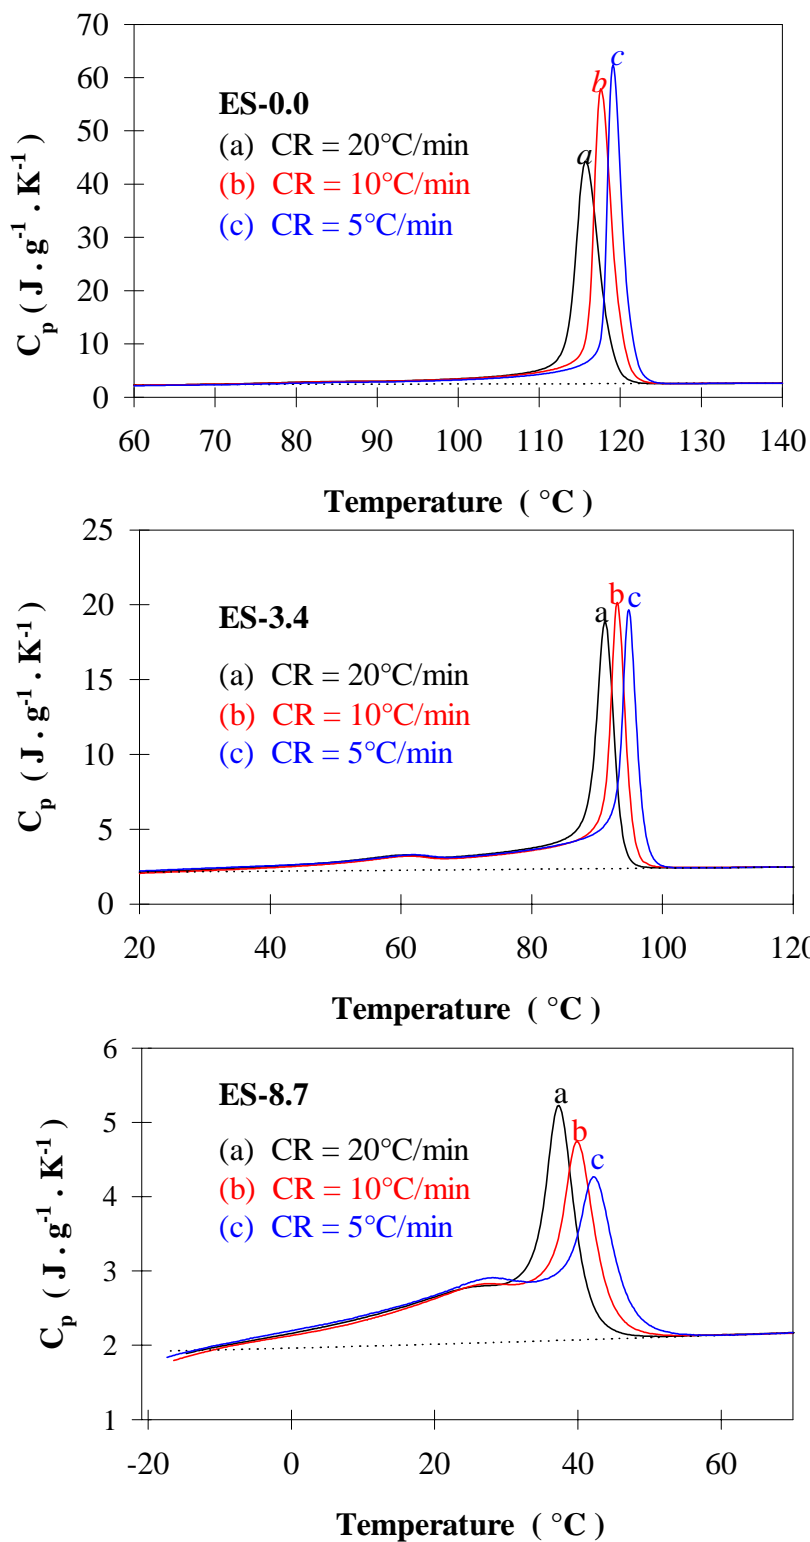 70
60
50
40
30
20
10
0
C_p ( J . g^-1 . K^-1 )
ES-0.0
(a) CR = 20°C/min
(b) CR = 10°C/min
(c) CR = 5°C/min
a
b
c
60 70 80 90 100 110 120 130 140
Temperature ( °C )
25
20
15
10
5
0
C_p ( J . g^-1 . K^-1 )
ES-3.4
(a) CR = 20°C/min
(b) CR = 10°C/min
(c) CR = 5°C/min
a
b
c
20 40 60 80 100 120
Temperature ( °C )
6
5
4
3
2
1
C_p ( J . g^-1 . K^-1 )
ES-8.7
(a) CR = 20°C/min
(b) CR = 10°C/min
(c) CR = 5°C/min
a
b
c
-20 0 20 40 60
Temperature ( °C )